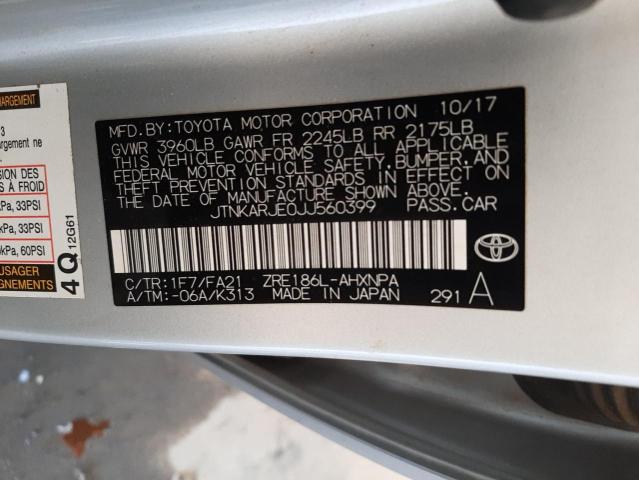 CHARGEMENT
3
argement ne
SION DES
S À FROID
kPa, 33PSI
kPa, 33PSI
kPa, 60PSI
USAGER
SIGNEMENTS
4Q 12G61
MFD.BY:TOYOTA MOTOR CORPORATION 10/17
GVWR 3960LB GAWR FR 2245LB RR 2175LB
THIS VEHICLE CONFORMS TO ALL APPLICABLE
FEDERAL MOTOR VEHICLE SAFETY,BUMPER,AND
THEFT PREVENTION STANDARDS IN EFFECT ON
THE DATE OF MANUFACTURE SHOWN ABOVE.
JTNKARJE0JJ560399 PASS.CAR
C/TR:1F7/FA21 ZRE186L-AHXNPA
A/TM:-06A/K313 MADE IN JAPAN 291 A